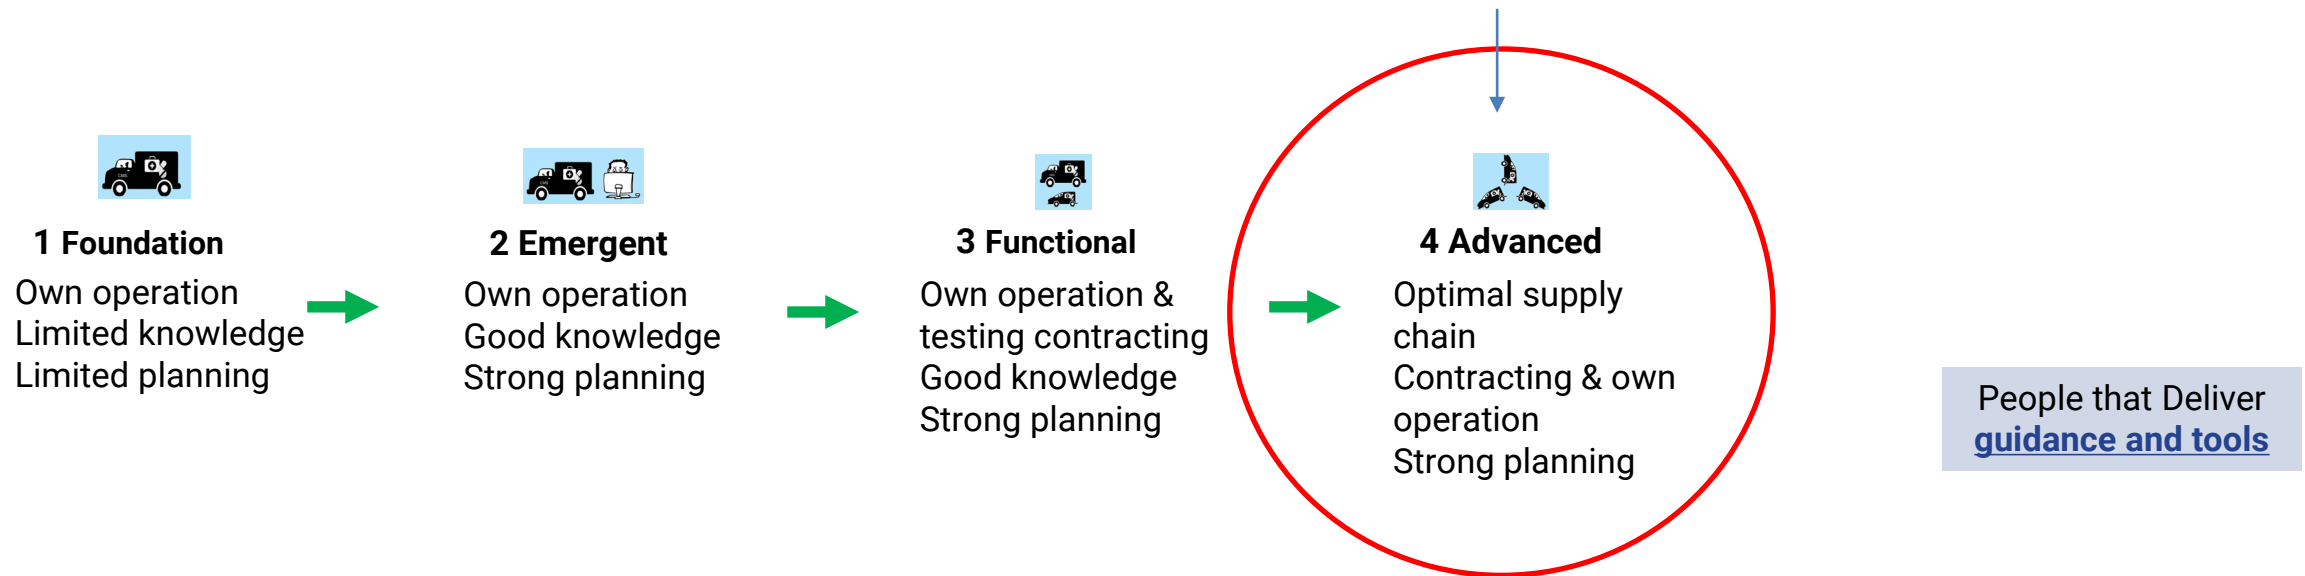 1 Foundation
Own operation
Limited knowledge
Limited planning
2 Emergent
Own operation
Good knowledge
Strong planning
3 Functional
Own operation &
testing contracting
Good knowledge
Strong planning
4 Advanced
Optimal supply
chain
Contracting & own
operation
Strong planning
People that Deliver
guidance and tools